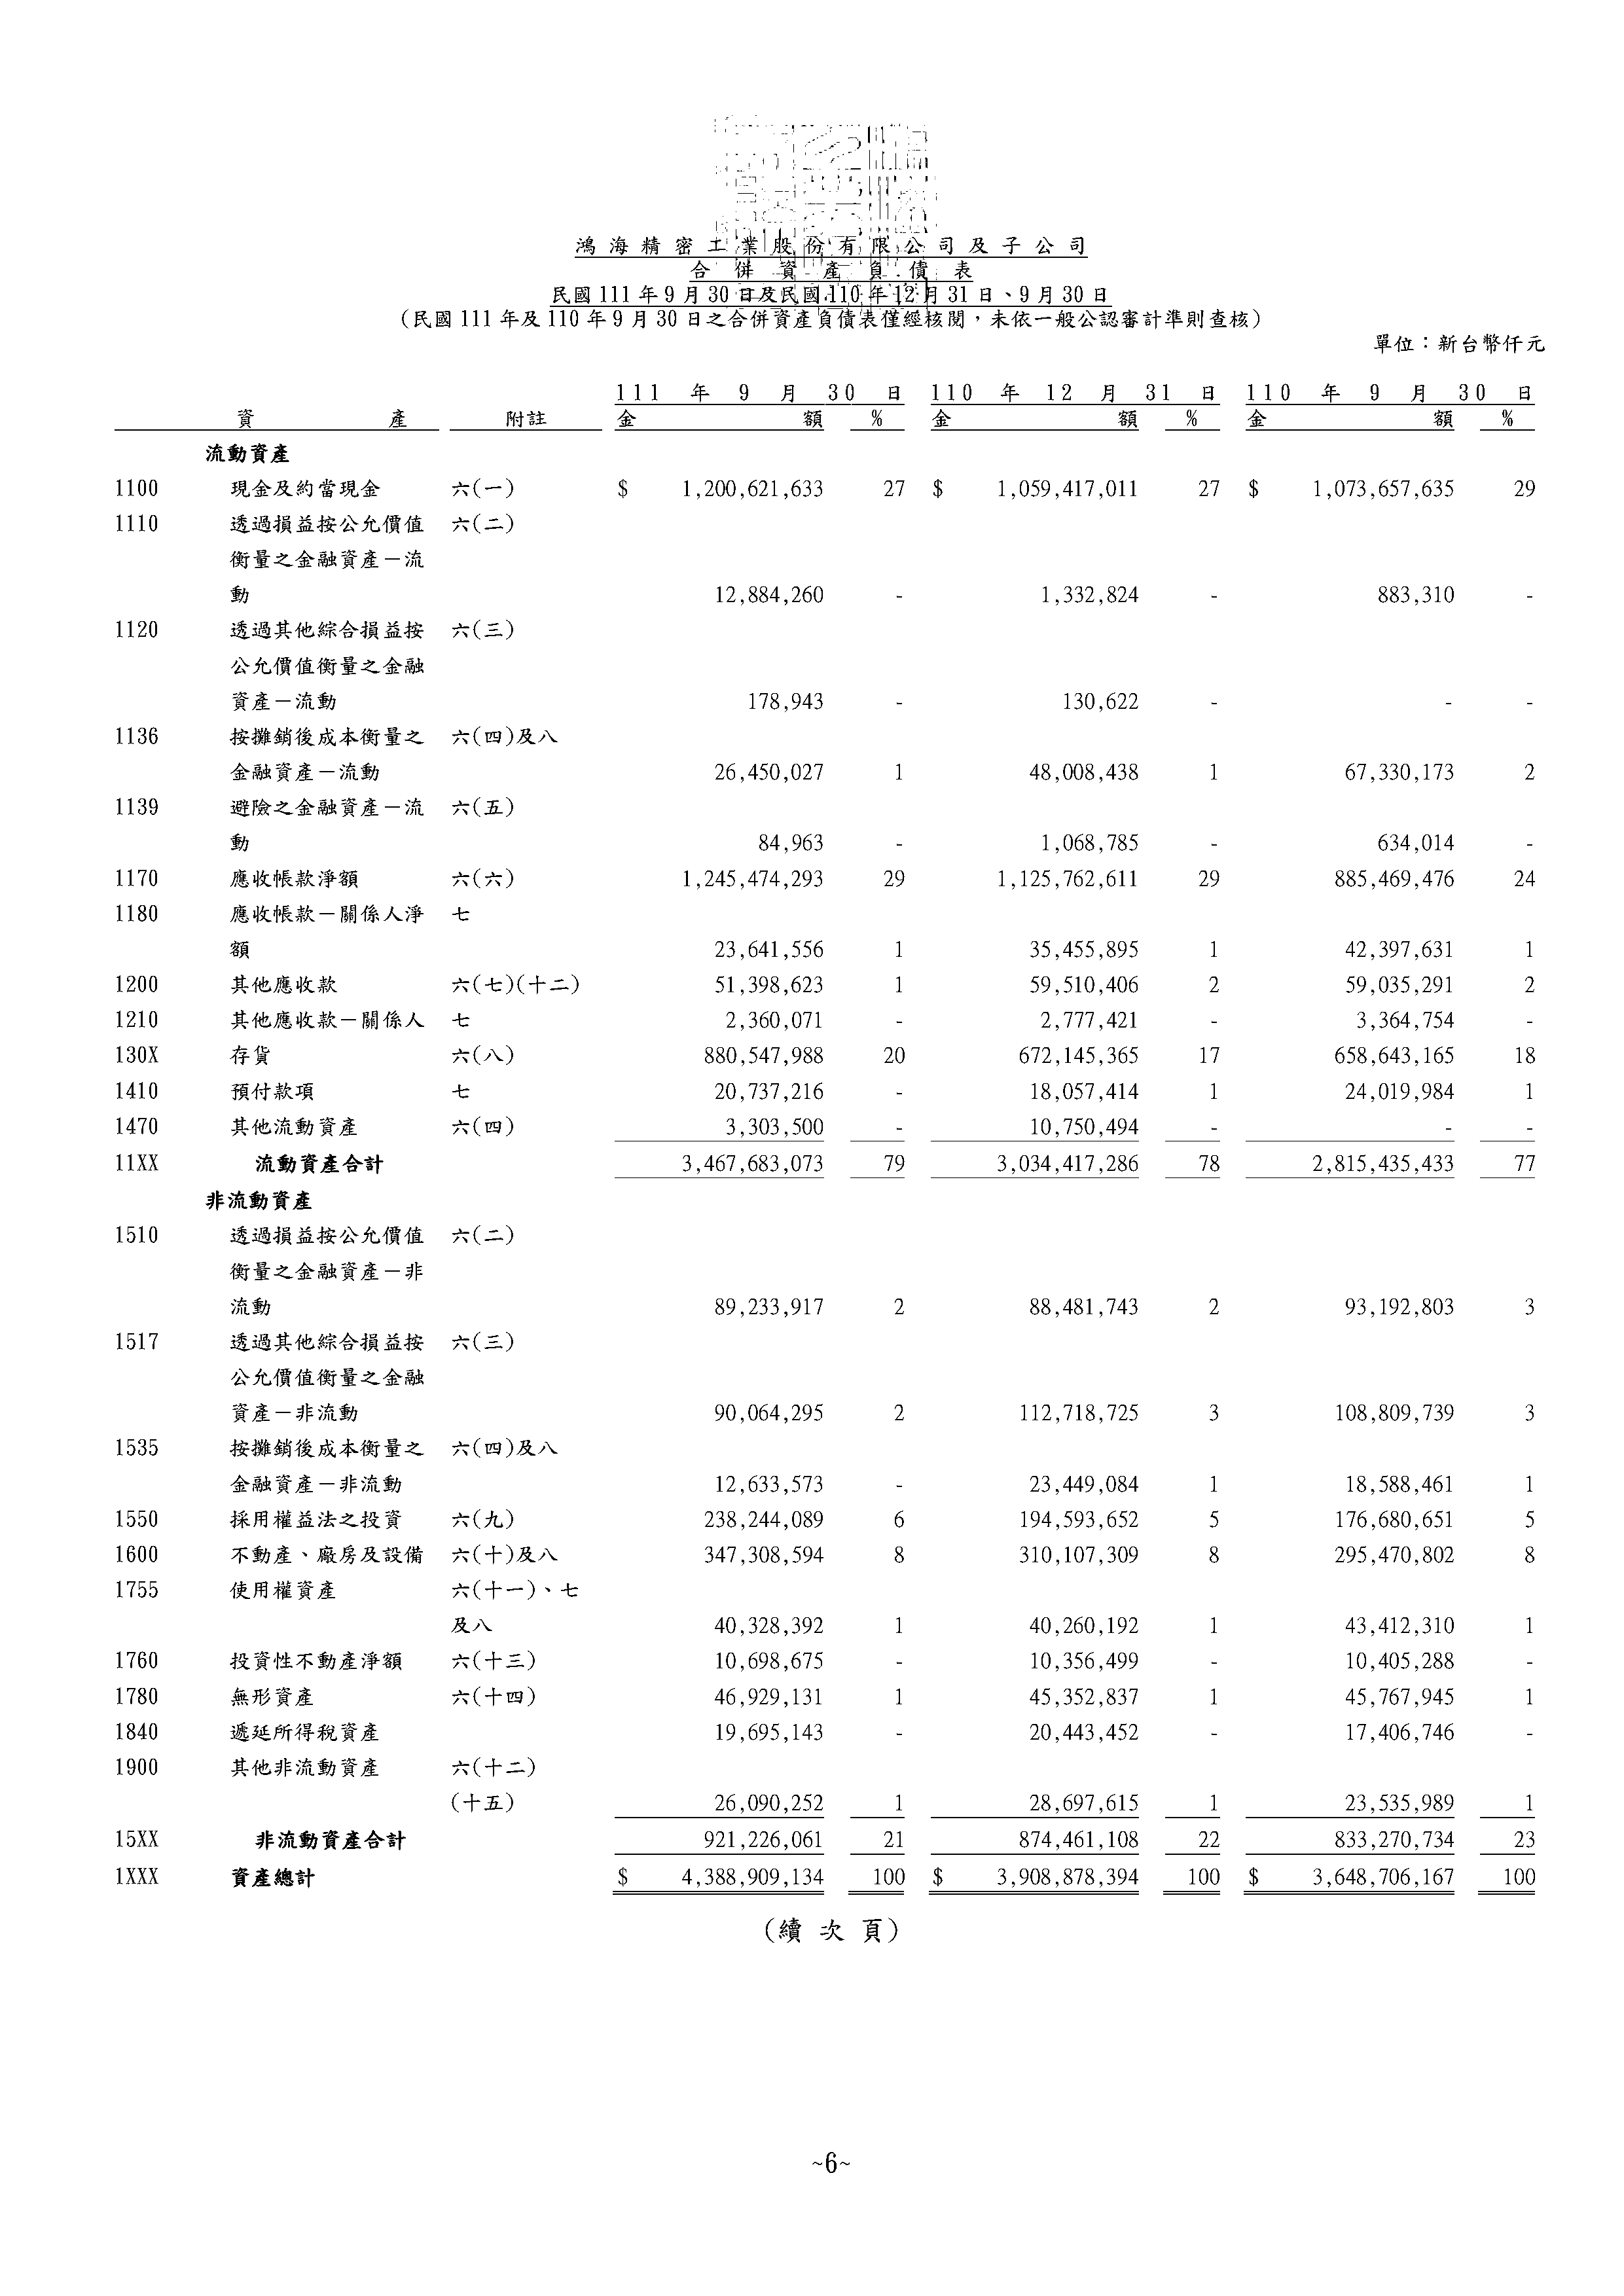 鴻海精密工業股份有限公司及子公司
合併資產負債表
民國111年9月30日及民國110年12月31日、9月30日
（民國111年及110年9月30日之合併資產負債表僅經核閱，未依一般公認審計準則查核）
單位：新台幣仟元
111 年 9 月 30 日 110 年 12 月 31 日 110 年 9 月 30 日
資 產 附註 金 額 % 金 額 % 金 額 %
流動資產
1100 現金及約當現金 六(一) $ 1,200,621,633 27 $ 1,059,417,011 27 $ 1,073,657,635 29
1110 透過損益按公允價值 六(二)
衡量之金融資產－流
動 12,884,260 - 1,332,824 - 883,310 -
1120 透過其他綜合損益按 六(三)
公允價值衡量之金融
資產－流動 178,943 - 130,622 - - -
1136 按攤銷後成本衡量之 六(四)及八
金融資產－流動 26,450,027 1 48,008,438 1 67,330,173 2
1139 避險之金融資產－流 六(五)
動 84,963 - 1,068,785 - 634,014 -
1170 應收帳款淨額 六(六) 1,245,474,293 29 1,125,762,611 29 885,469,476 24
1180 應收帳款－關係人淨 七
額 23,641,556 1 35,455,895 1 42,397,631 1
1200 其他應收款 六(七)(十二) 51,398,623 1 59,510,406 2 59,035,291 2
1210 其他應收款－關係人 七 2,360,071 - 2,777,421 - 3,364,754 -
130X 存貨 六(八) 880,547,988 20 672,145,365 17 658,643,165 18
1410 預付款項 七 20,737,216 - 18,057,414 1 24,019,984 1
1470 其他流動資產 六(四) 3,303,500 - 10,750,494 - - -
11XX 流動資產合計 3,467,683,073 79 3,034,417,286 78 2,815,435,433 77
非流動資產
1510 透過損益按公允價值 六(二)
衡量之金融資產－非
流動 89,233,917 2 88,481,743 2 93,192,803 3
1517 透過其他綜合損益按 六(三)
公允價值衡量之金融
資產－非流動 90,064,295 2 112,718,725 3 108,809,739 3
1535 按攤銷後成本衡量之 六(四)及八
金融資產－非流動 12,633,573 - 23,449,084 1 18,588,461 1
1550 採用權益法之投資 六(九) 238,244,089 6 194,593,652 5 176,680,651 5
1600 不動產、廠房及設備 六(十)及八 347,308,594 8 310,107,309 8 295,470,802 8
1755 使用權資產 六(十一)、七
及八 40,328,392 1 40,260,192 1 43,412,310 1
1760 投資性不動產淨額 六(十三) 10,698,675 - 10,356,499 - 10,405,288 -
1780 無形資產 六(十四) 46,929,131 1 45,352,837 1 45,767,945 1
1840 遞延所得稅資產 19,695,143 - 20,443,452 - 17,406,746 -
1900 其他非流動資產 六(十二)
(十五) 26,090,252 1 28,697,615 1 23,535,989 1
15XX 非流動資產合計 921,226,061 21 874,461,108 22 833,270,734 23
1XXX 資產總計 $ 4,388,909,134 100 $ 3,908,878,394 100 $ 3,648,706,167 100
（續 次 頁）
~6~